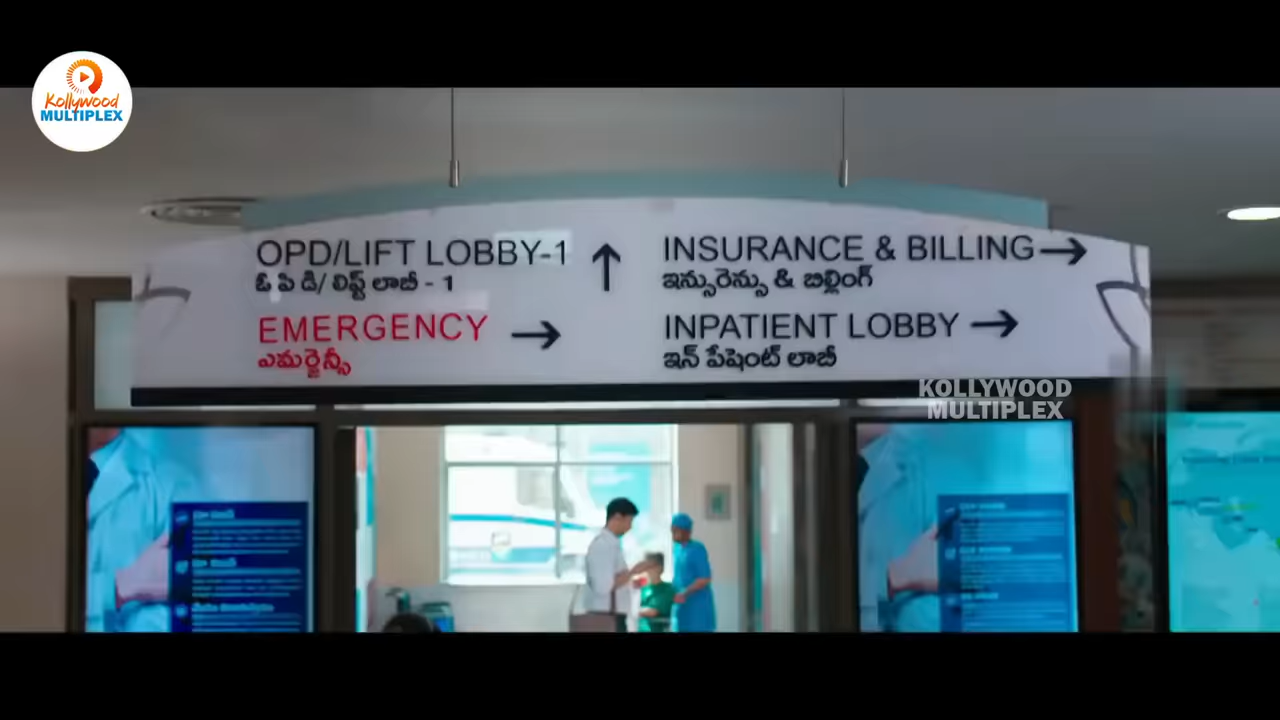 Kollywood
MULTIPLEX
OPD/LIFT LOBBY-1
ఓ పి డి/ లిఫ్ట్ లాబీ - 1
EMERGENCY
ఎమర్జెన్సీ
INSURANCE & BILLING
ఇన్సురెన్సు & బిల్లింగ్
INPATIENT LOBBY
ఇన్ పేషెంట్ లాబీ
KOLLYWOOD
MULTIPLEX